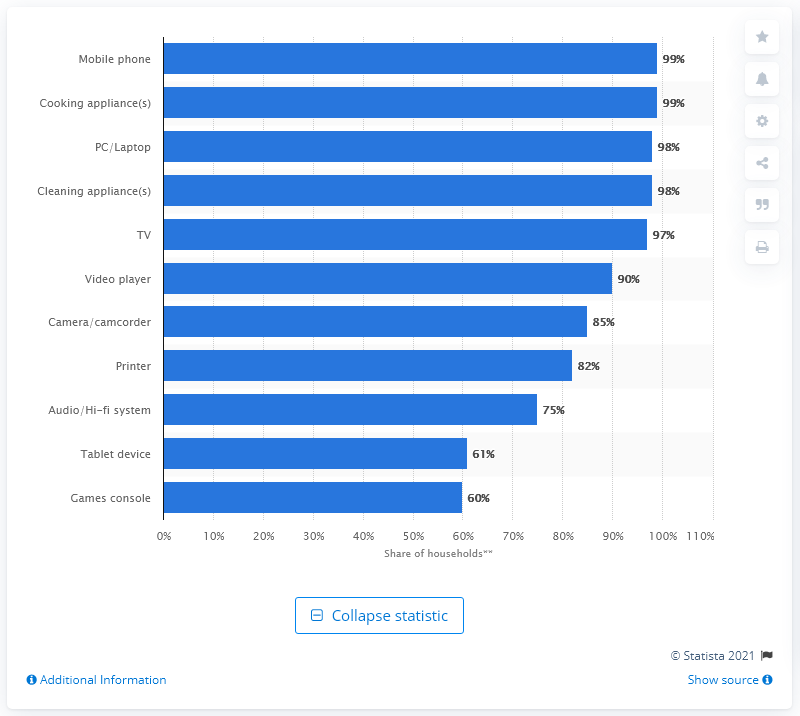 Mobile phone 99%
Cooking appliance(s) 99%
PC/Laptop 98%
Cleaning appliance(s) 98%
TV 97%
Video player 90%
Camera/camcorder 85%
Printer 82%
Audio/Hi-fi system 75%
Tablet device 61%
Games console 60%
0% 10% 20% 30% 40% 50% 60% 70% 80% 90% 100% 110%
Share of households**
Collapse statistic
© Statista 2021
Additional Information Show source